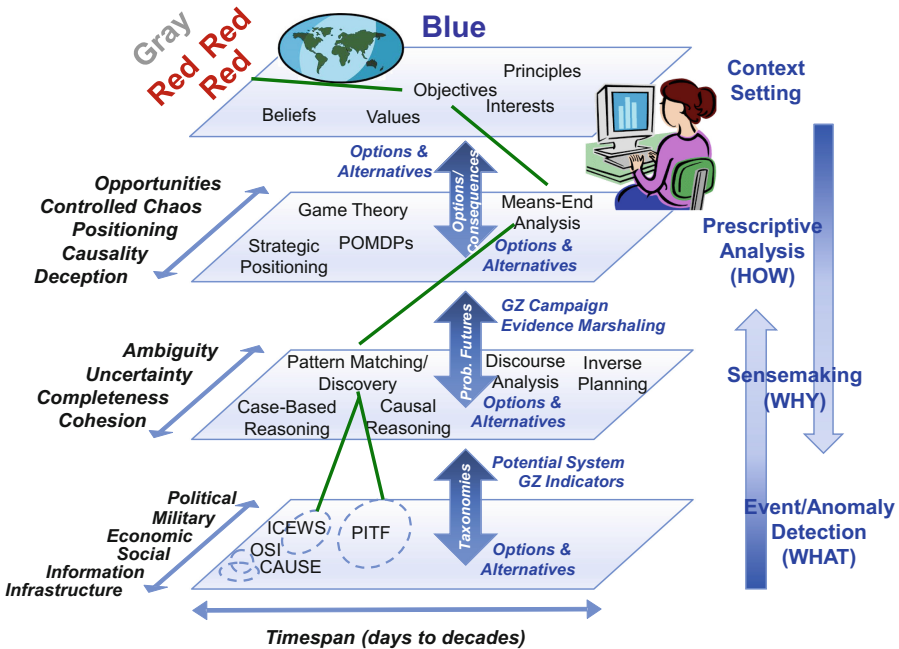 Gray
Red Red
Red
Blue
Principles
Objectives
Interests
Beliefs
Values
Context
Setting
Options &
Alternatives
Options/
Consequences
Opportunities
Controlled Chaos
Positioning
Causality
Deception
Game Theory
Means-End
Analysis
POMDPs
Strategic
Positioning
Options &
Alternatives
Prescriptive
Analysis
(HOW)
GZ Campaign
Evidence Marshaling
Prob. Futures
Ambiguity
Uncertainty
Completeness
Cohesion
Pattern Matching/
Discovery
Discourse
Analysis
Inverse
Planning
Case-Based
Reasoning
Causal
Reasoning
Options &
Alternatives
Sensemaking
(WHY)
Potential System
GZ Indicators
Taxonomies
Political
Military
Economic
Social
Information
Infrastructure
ICEWS
PITF
OSI
CAUSE
Options &
Alternatives
Event/Anomaly
Detection
(WHAT)
Timespan (days to decades)